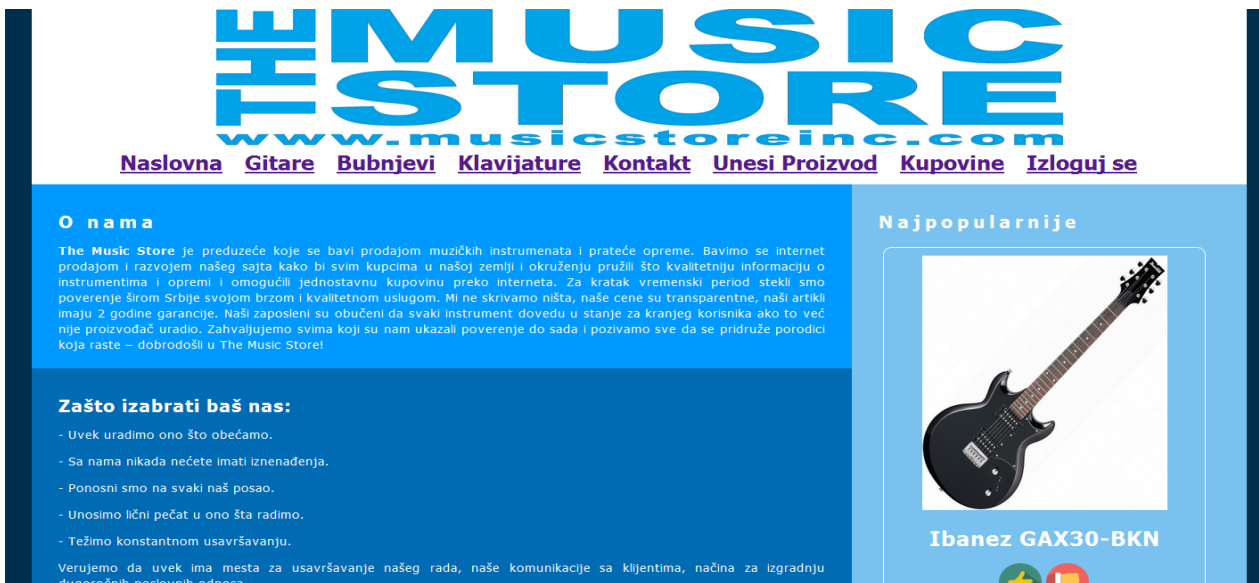 THE MUSIC
STORE
www.musicstoreinc.com
Naslovna Gitare Bubnjevi Klavijature Kontakt Unesi Proizvod Kupovine Izloguj se
O nama
The Music Store je preduzeće koje se bavi prodajom muzičkih instrumenata i prateće opreme. Bavimo se internet
prodajom i razvojem našeg sajta kako bi svim kupcima u našoj zemlji i okruženju pružili što kvalitetniju informaciju o
instrumentima i opremi i omogućili jednostavnu kupovinu preko interneta. Za kratak vremenski period stekli smo
poverenje širom Srbije svojom brzom i kvalitetnom uslugom. Mi ne skrivamo ništa, naše cene su transparentne, naši artikli
imaju 2 godine garancije. Naši zaposleni su obučeni da svaki instrument dovedu u stanje za kranjeg korisnika ako to već
nije proizvođač uradio. Zahvaljujemo svima koji su nam ukazali poverenje do sada i pozivamo sve da se pridruže porodici
koja raste – dobrodošli u The Music Store!
Zašto izabrati baš nas:
- Uvek uradimo ono što obećamo.
- Sa nama nikada nećete imati iznenađenja.
- Ponosni smo na svaki naš posao.
- Unosimo lični pečat u ono šta radimo.
- Težimo konstantnom usavršavanju.
Verujemo da uvek ima mesta za usavršavanje našeg rada, naše komunikacije sa klijentima, načina za izgradnju
dugoročnih poslovnih odnosa
Najpopularnije
Ibanez GAX30-BKN